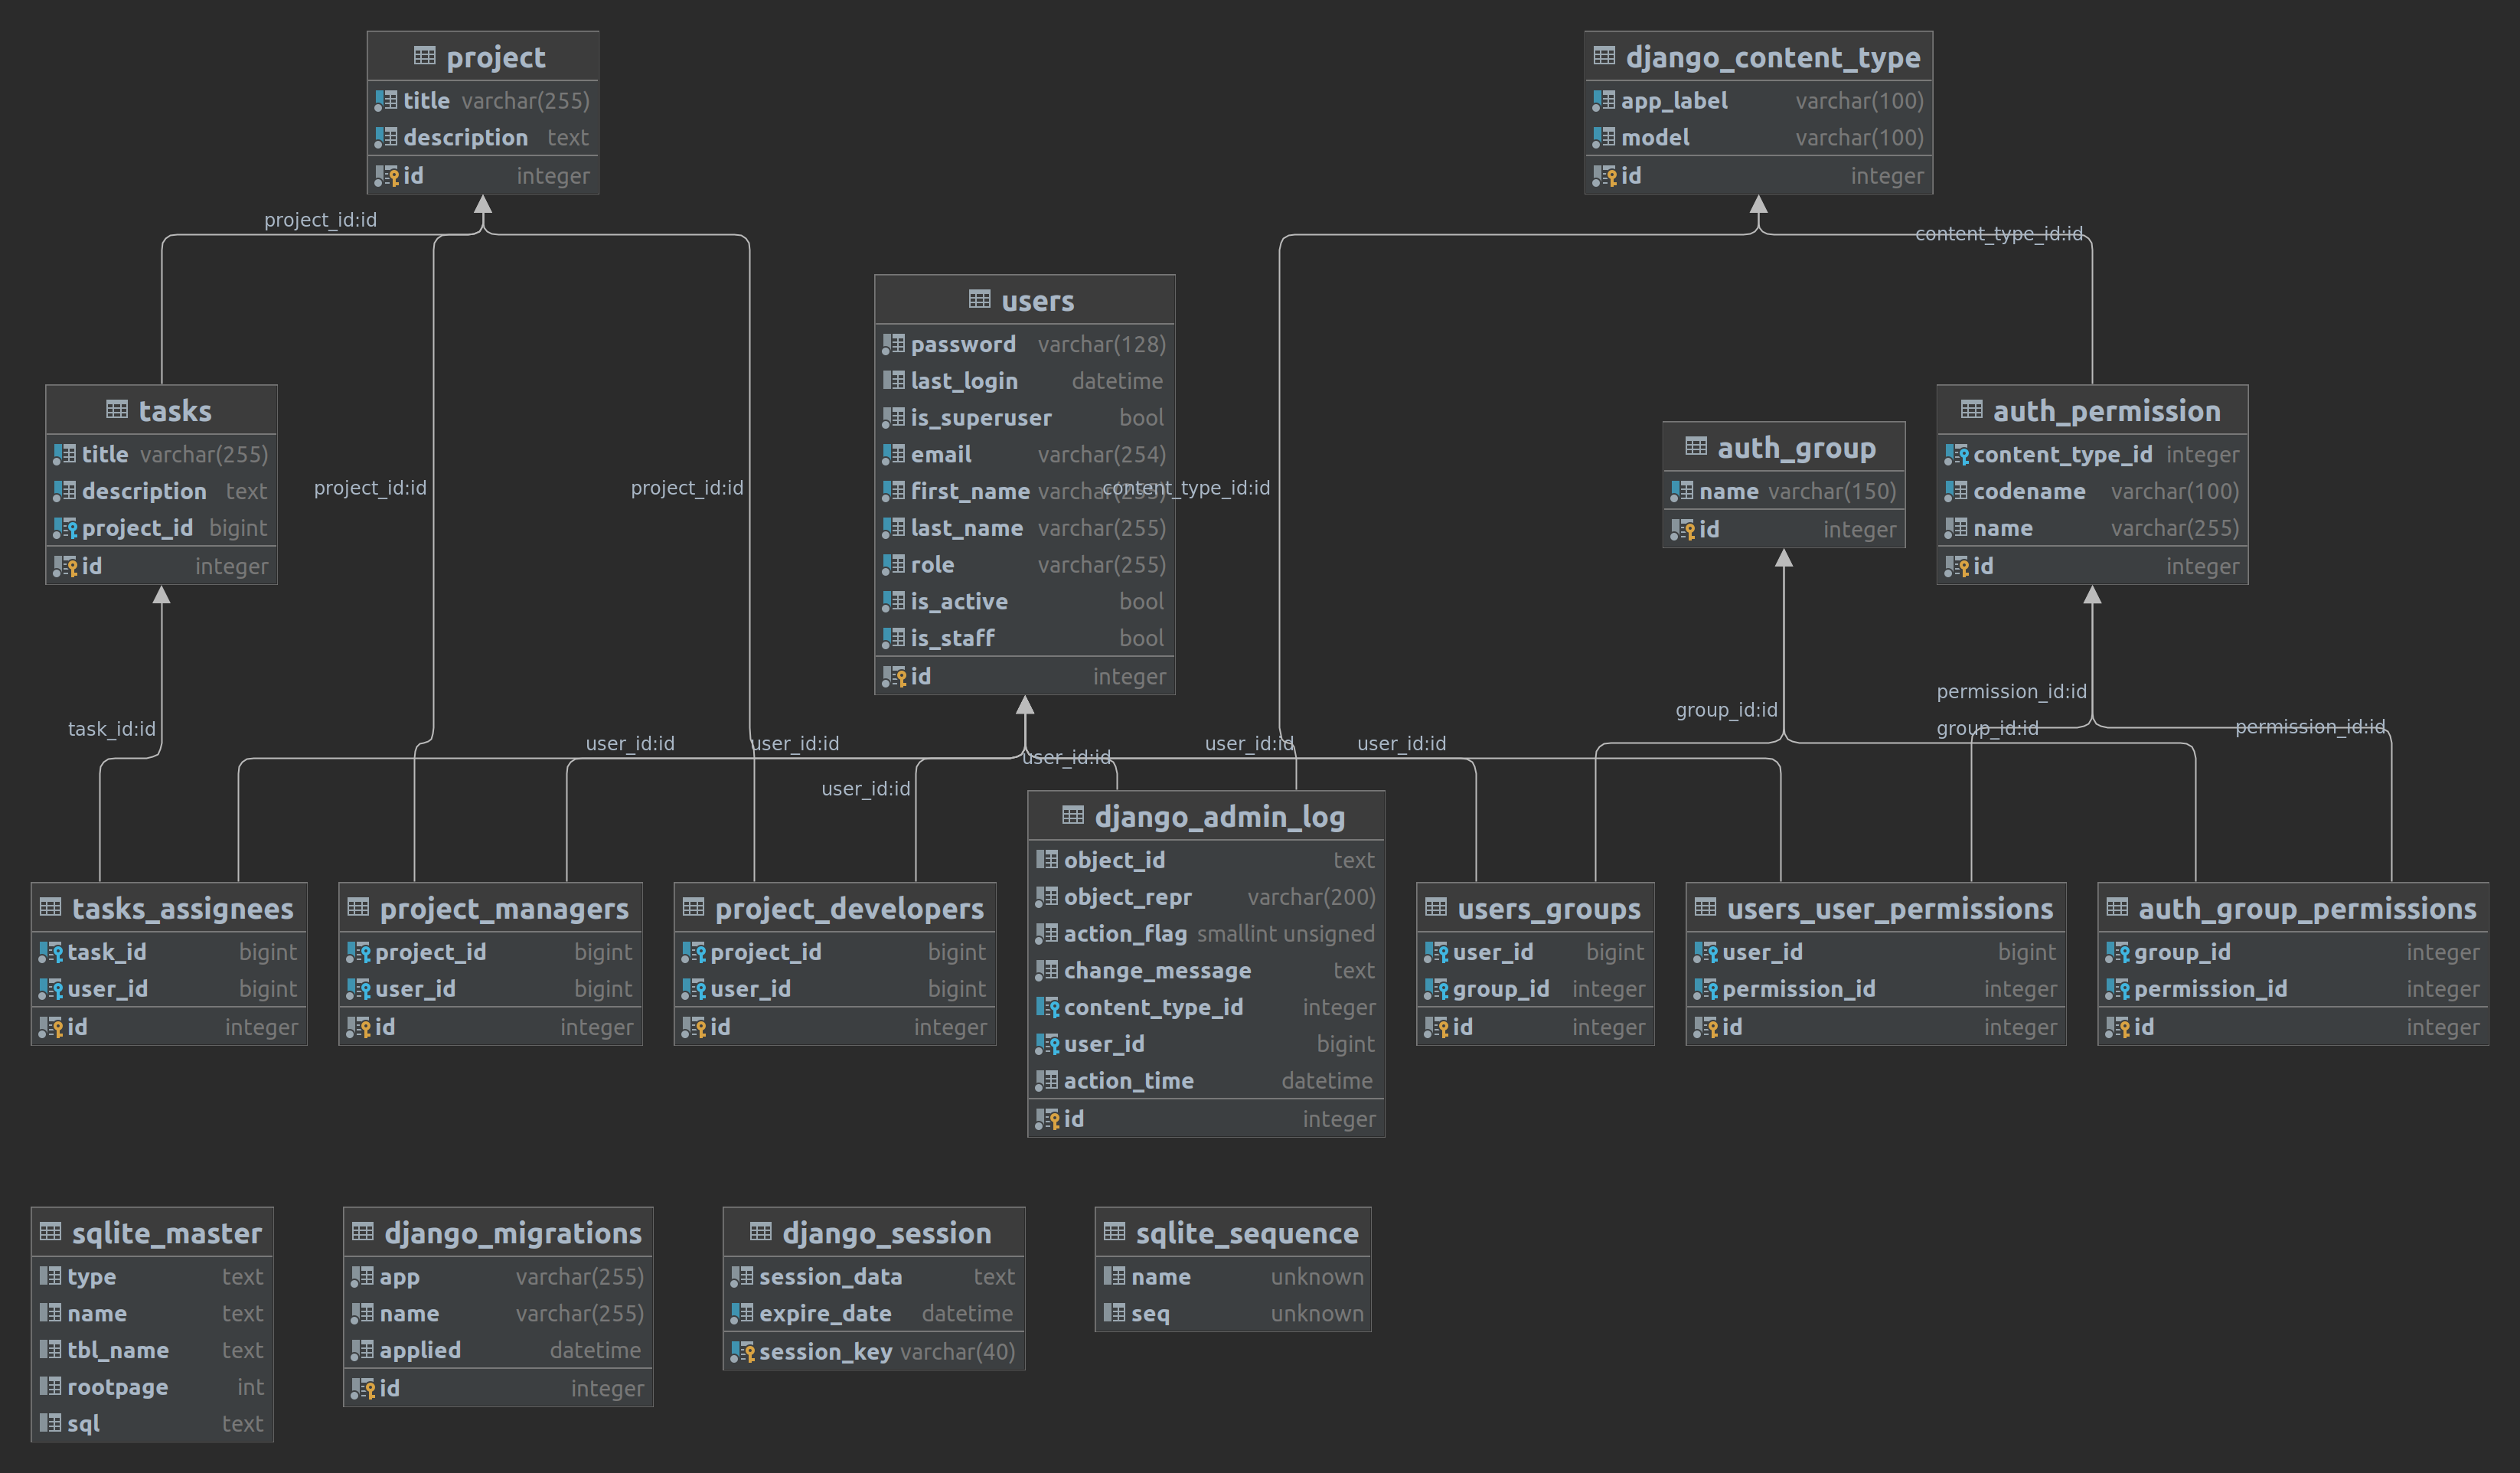 project
title varchar(255)
description text
id integer
django_content_type
app_label varchar(100)
model varchar(100)
id integer
project_id:id
content_type_id:id
users
password varchar(128)
last_login datetime
is_superuser bool
email varchar(254)
first_name varchar(255)
last_name varchar(255)
role varchar(255)
is_active bool
is_staff bool
id integer
tasks
title varchar(255)
description text
project_id bigint
id integer
project_id:id
project_id:id
content_type_id:id
auth_group
name varchar(150)
id integer
auth_permission
content_type_id integer
codename varchar(100)
name varchar(255)
id integer
task_id:id
user_id:id
user_id:id
user_id:id
user_id:id
user_id:id
user_id:id
group_id:id
permission_id:id
group_id:id
permission_id:id
tasks_assignees
task_id bigint
user_id bigint
id integer
project_managers
project_id bigint
user_id bigint
id integer
project_developers
project_id bigint
user_id bigint
id integer
django_admin_log
object_id text
object_repr varchar(200)
action_flag smallint unsigned
change_message text
content_type_id integer
user_id bigint
action_time datetime
id integer
users_groups
user_id bigint
group_id integer
id integer
users_user_permissions
user_id bigint
permission_id integer
id integer
auth_group_permissions
group_id integer
permission_id integer
id integer
sqlite_master
type text
name text
tbl_name text
rootpage int
sql text
django_migrations
app varchar(255)
name varchar(255)
applied datetime
id integer
django_session
session_data text
expire_date datetime
session_key varchar(40)
sqlite_sequence
name unknown
seq unknown